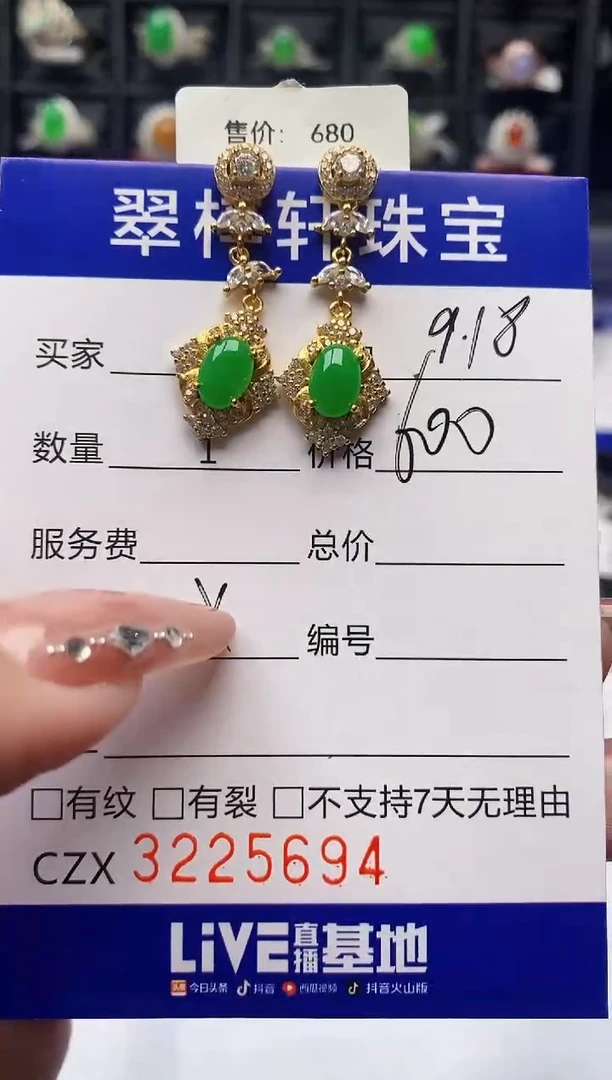 售价: 680
翠 轩珠宝
买家 9.18
数量 1 价格 600
服务费 总价
编号
□有纹 □有裂 □不支持7天无理由
CZX 3225694
LiVE直播基地
头条 今日头条 抖音 西瓜视频 抖音火山版